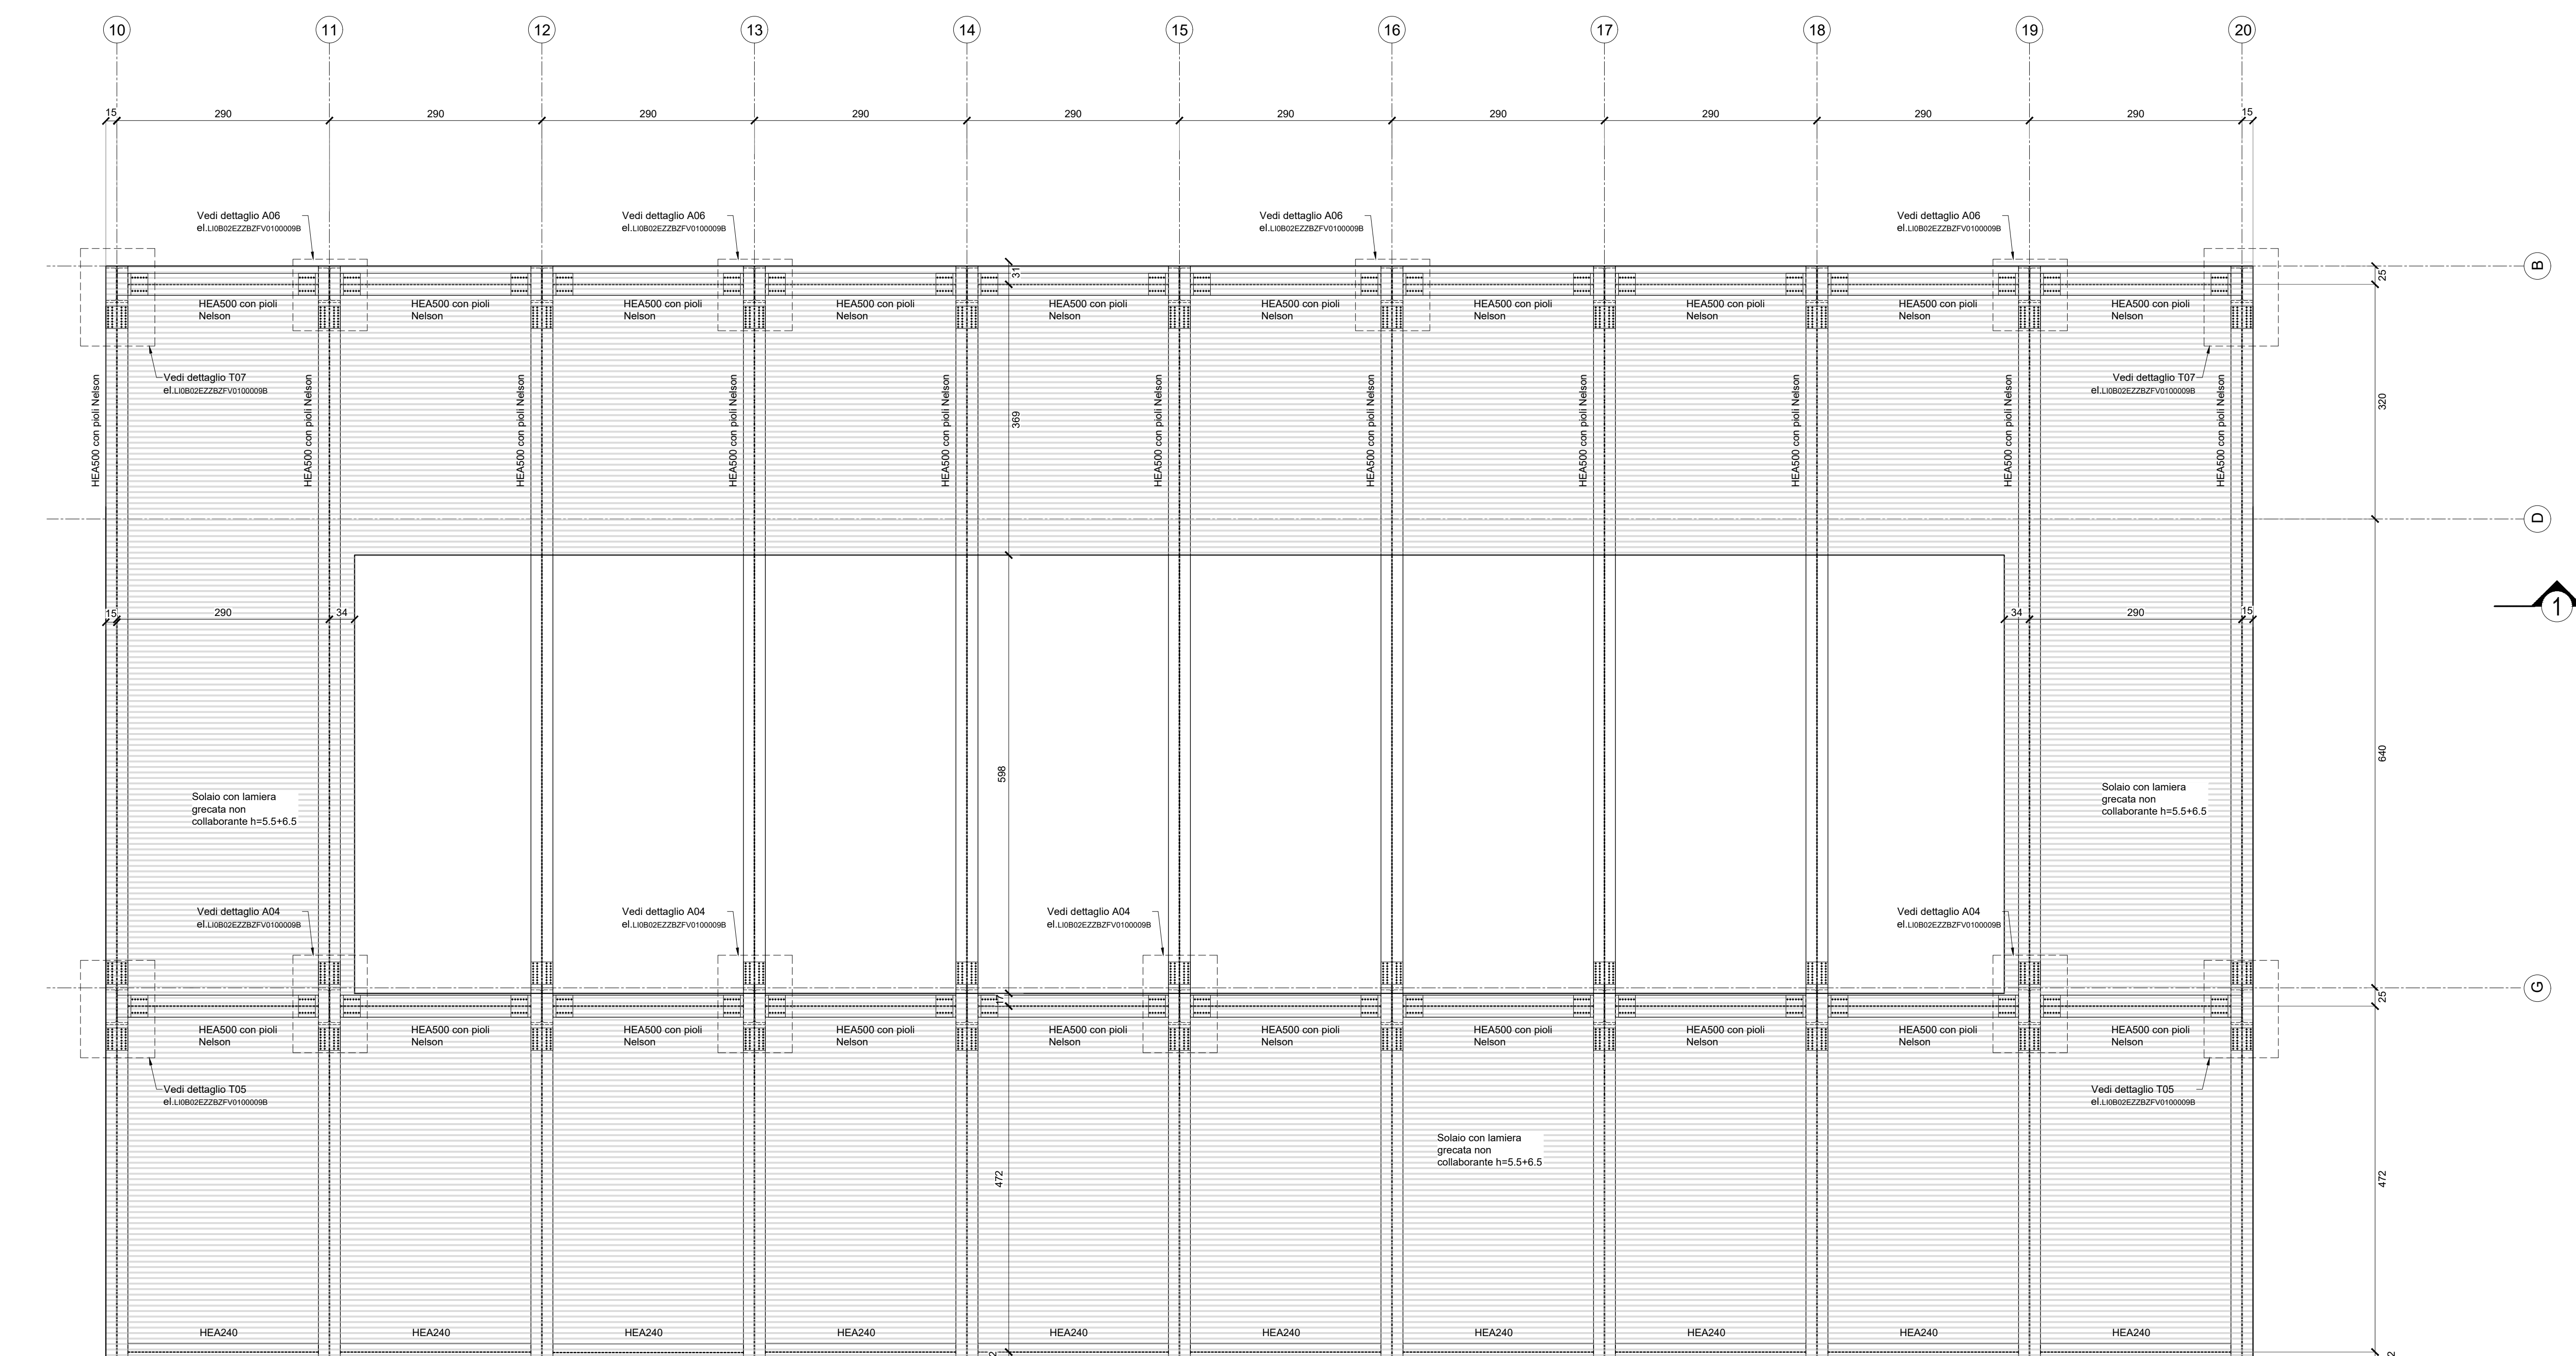 10 11 12 13 14 15 16 17 18 19 20
15 290 290 290 290 290 290 290 290 290 290 15
Vedi dettaglio A06 Vedi dettaglio A06 Vedi dettaglio A06 Vedi dettaglio A06
el.LI0B02EZZBZFV0100009B el.LI0B02EZZBZFV0100009B el.LI0B02EZZBZFV0100009B el.LI0B02EZZBZFV0100009B
B
31 25
HEA500 con pioli HEA500 con pioli HEA500 con pioli HEA500 con pioli HEA500 con pioli HEA500 con pioli HEA500 con pioli HEA500 con pioli HEA500 con pioli HEA500 con pioli
Nelson Nelson Nelson Nelson Nelson Nelson Nelson Nelson Nelson Nelson
Vedi dettaglio T07 Vedi dettaglio T07
el.LI0B02EZZBZFV0100009B el.LI0B02EZZBZFV0100009B
HEA500 con pioli Nelson
HEA500 con pioli Nelson
HEA500 con pioli Nelson
HEA500 con pioli Nelson
HEA500 con pioli Nelson
HEA500 con pioli Nelson
HEA500 con pioli Nelson
HEA500 con pioli Nelson
HEA500 con pioli Nelson
HEA500 con pioli Nelson
HEA500 con pioli Nelson
369 320
D
1
15 290 34 34 290 15
598 640
Solaio con lamiera
grecata non
collaborante h=5.5+6.5
Solaio con lamiera
grecata non
collaborante h=5.5+6.5
Vedi dettaglio A04 Vedi dettaglio A04 Vedi dettaglio A04 Vedi dettaglio A04
el.LI0B02EZZBZFV0100009B el.LI0B02EZZBZFV0100009B el.LI0B02EZZBZFV0100009B el.LI0B02EZZBZFV0100009B
G
17 25
HEA500 con pioli HEA500 con pioli HEA500 con pioli HEA500 con pioli HEA500 con pioli HEA500 con pioli HEA500 con pioli HEA500 con pioli HEA500 con pioli HEA500 con pioli
Nelson Nelson Nelson Nelson Nelson Nelson Nelson Nelson Nelson Nelson
Vedi dettaglio T05 Vedi dettaglio T05
el.LI0B02EZZBZFV0100009B el.LI0B02EZZBZFV0100009B
Solaio con lamiera
grecata non
collaborante h=5.5+6.5
472 472
HEA240 HEA240 HEA240 HEA240 HEA240 HEA240 HEA240 HEA240 HEA240 HEA240